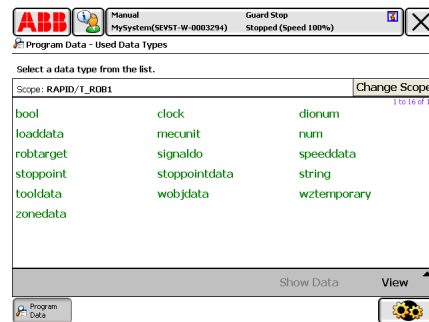 ABB
Manual Guard Stop
MySystem(SEVST-W-0003294) Stopped (Speed 100%)
Program Data - Used Data Types
Select a data type from the list.
Scope: RAPID/T_ROB1 Change Scope
1 to 16 of 1
bool clock dionum
loaddata mecunit num
robtarget signaldo speeddata
stoppoint stoppointdata string
tooldata wobjdata wztemporary
zonedata
Show Data View
Program
Data